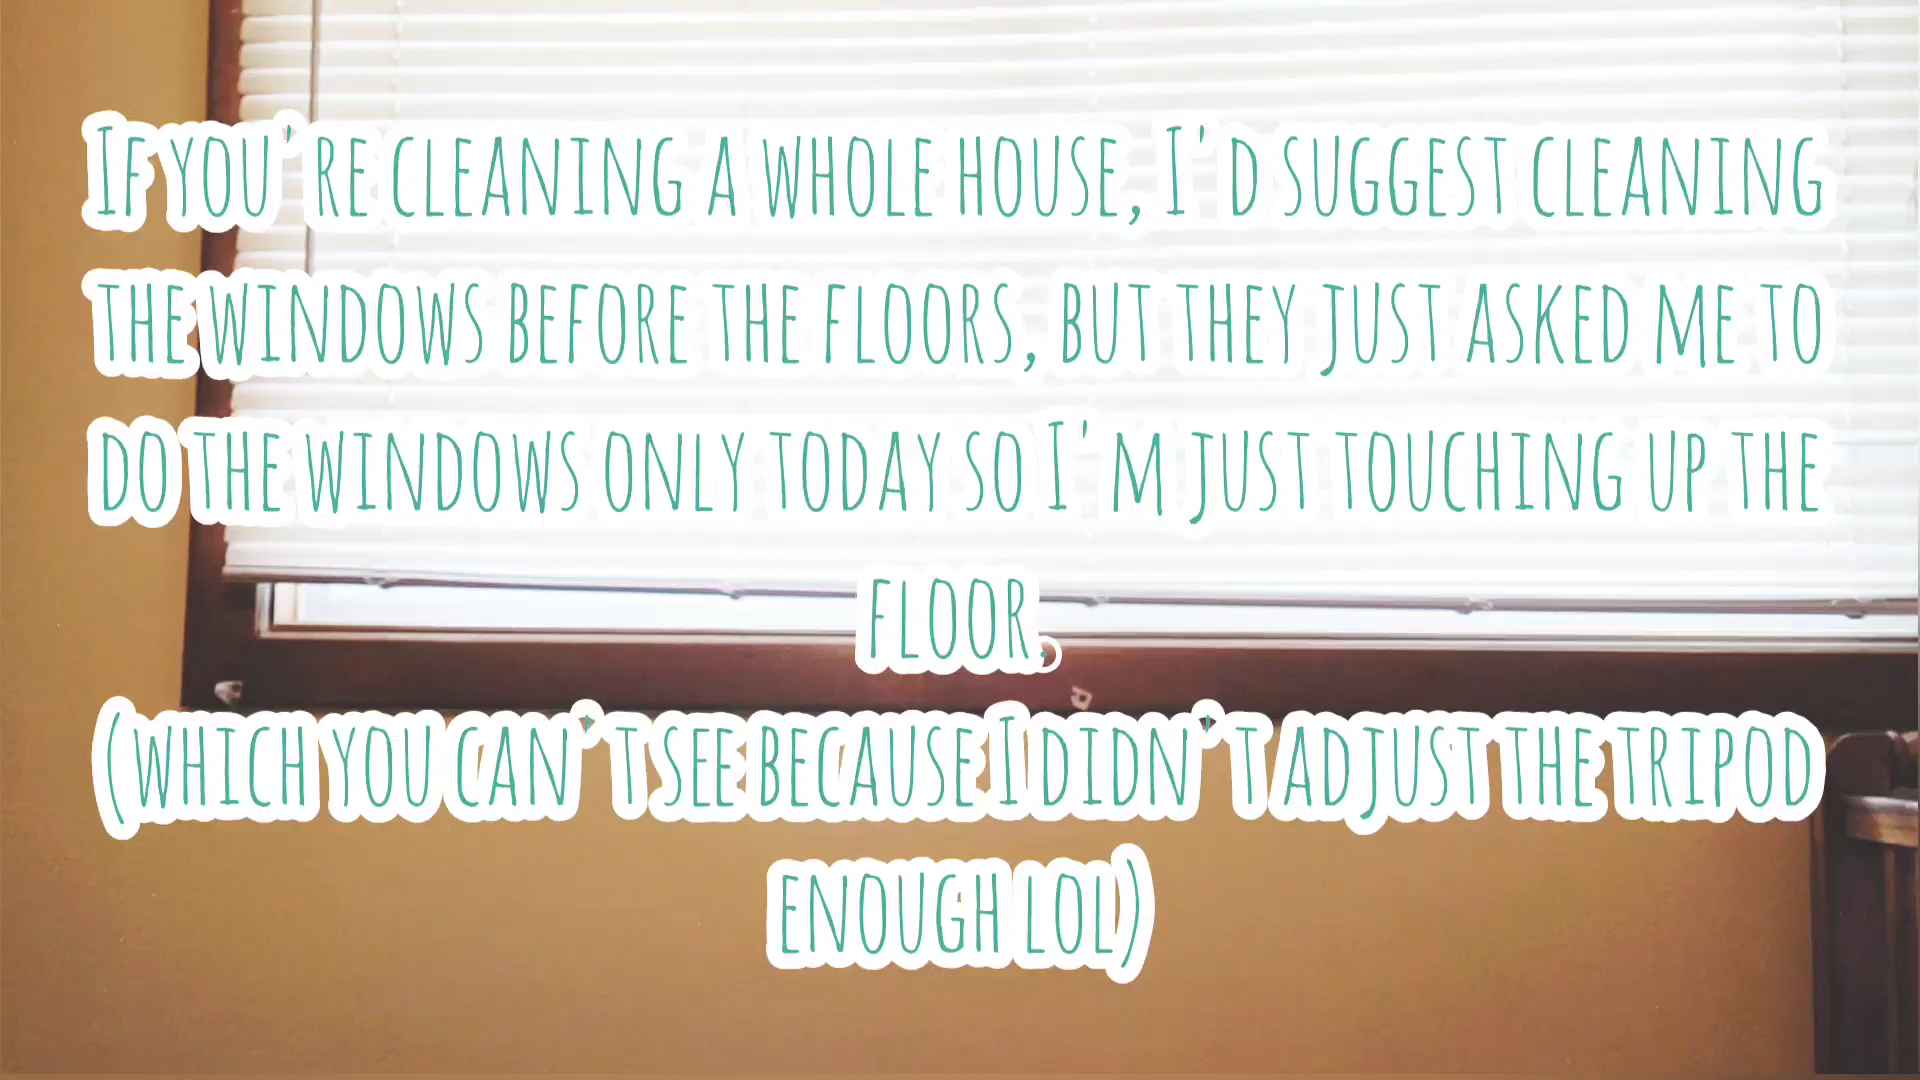 If you're cleaning a whole house, I'd suggest cleaning
the windows before the floors, but they just asked me to
do the windows only today so I'm just touching up the
floor.
(which you can't see because I didn't adjust the tripod
enough lol)